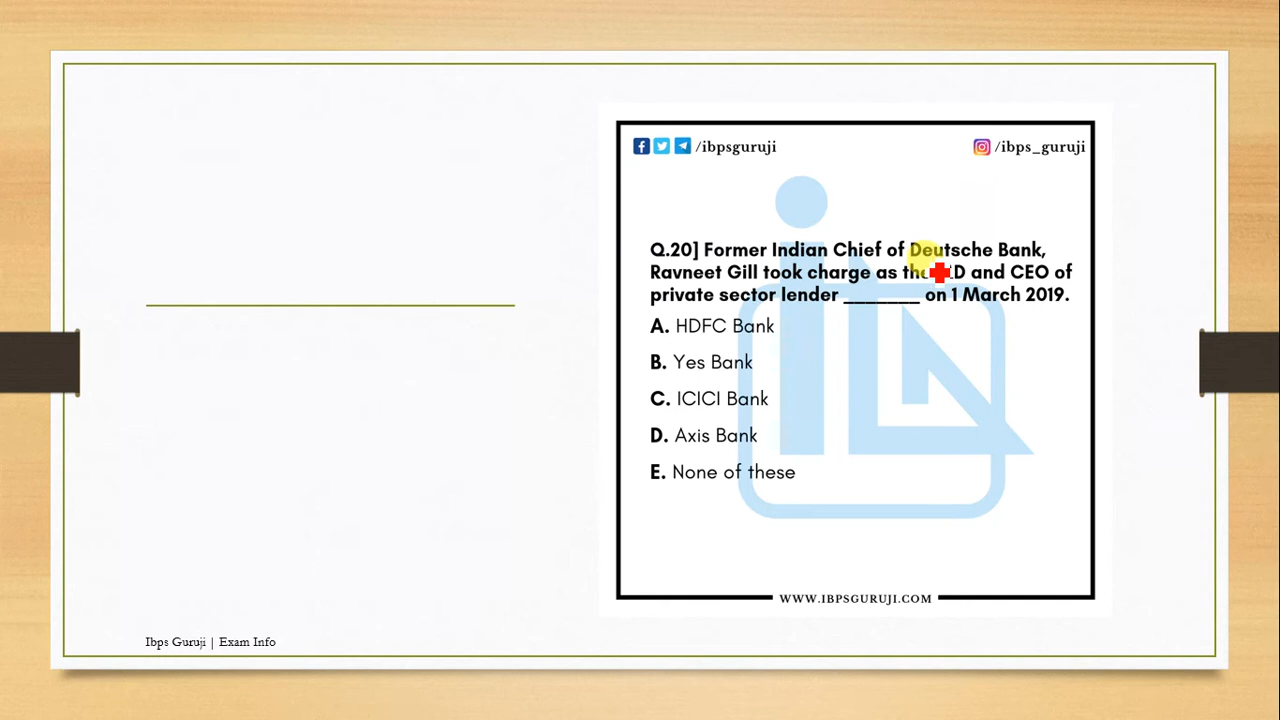 /ibpsguruji
/ibps_guruji
Q.20] Former Indian Chief of Deutsche Bank,
Ravneet Gill took charge as the D and CEO of
private sector lender _______ on 1 March 2019.
A. HDFC Bank
B. Yes Bank
C. ICICI Bank
D. Axis Bank
E. None of these
WWW.IBPSGURUJI.COM
Ibps Guruji | Exam Info